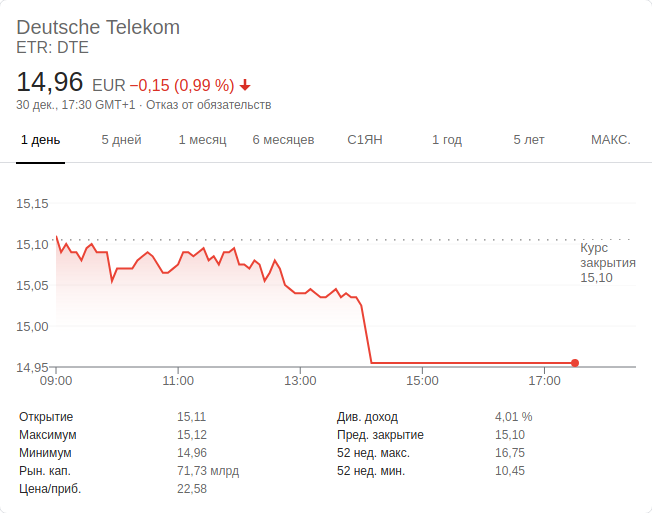 Deutsche Telekom
ETR: DTE
14,96 EUR −0,15 (0,99 %)
30 дек., 17:30 GMT+1 · Отказ от обязательств
1 день 5 дней 1 месяц 6 месяцев С1ЯН 1 год 5 лет МАКС.
15,15
15,10
Курс
закрытия
15,10
15,05
15,00
14,95
09:00 11:00 13:00 15:00 17:00
Открытие 15,11 Див. доход 4,01 %
Максимум 15,12 Пред. закрытие 15,10
Минимум 14,96 52 нед. макс. 16,75
Рын. кап. 71,73 млрд 52 нед. мин. 10,45
Цена/приб. 22,58